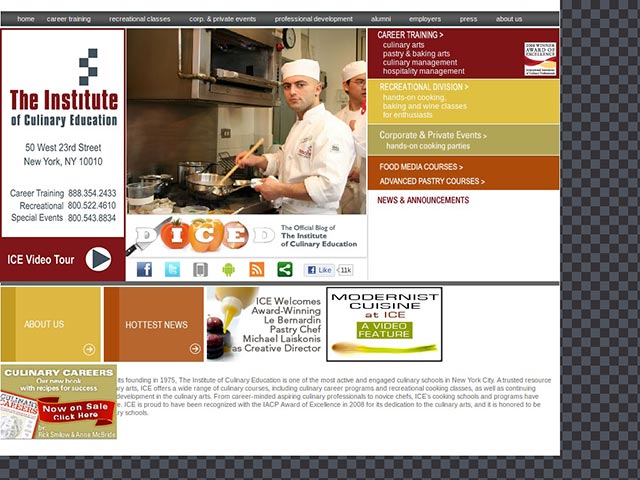 home career training recreational classes corp. & private events professional development alumni employers press about us
The Institute
of Culinary Education
50 West 23rd Street
New York, NY 10010
Career Training 888.354.2433
Recreational 800.522.4610
Special Events 800.543.8834
ICE Video Tour
DICED
The Official Blog of
The Institute
of Culinary Education
Like 11k
CAREER TRAINING >
culinary arts
pastry & baking arts
culinary management
hospitality management
2008 WINNER
AWARD OF
EXCELLENCE
RECREATIONAL DIVISION >
hands-on cooking,
baking and wine classes
for enthusiasts
Corporate & Private Events >
hands-on cooking parties
FOOD MEDIA COURSES >
ADVANCED PASTRY COURSES >
NEWS & ANNOUNCEMENTS
ABOUT US
HOTTEST NEWS
ICE Welcomes
Award-Winning
Le Bernardin
Pastry Chef
Michael Laiskonis
as Creative Director
MODERNIST
CUISINE
at ICE
A VIDEO
FEATURE
CULINARY CAREERS
Our new book
with recipes for success
Now on Sale
Click Here
by
Rick Smilow & Anne McBride
its founding in 1975, The Institute of Culinary Education is one of the most active and engaged culinary schools in New York City. A trusted resource
ary arts, ICE offers a wide range of culinary courses, including culinary career programs and recreational cooking classes, as well as continuing
development in the culinary arts. From career-minded aspiring culinary professionals to novice chefs, ICE's cooking schools and programs have
e. ICE is proud to have been recognized with the IACP Award of Excellence in 2008 for its dedication to the culinary arts, and it is honored to be
ry schools.